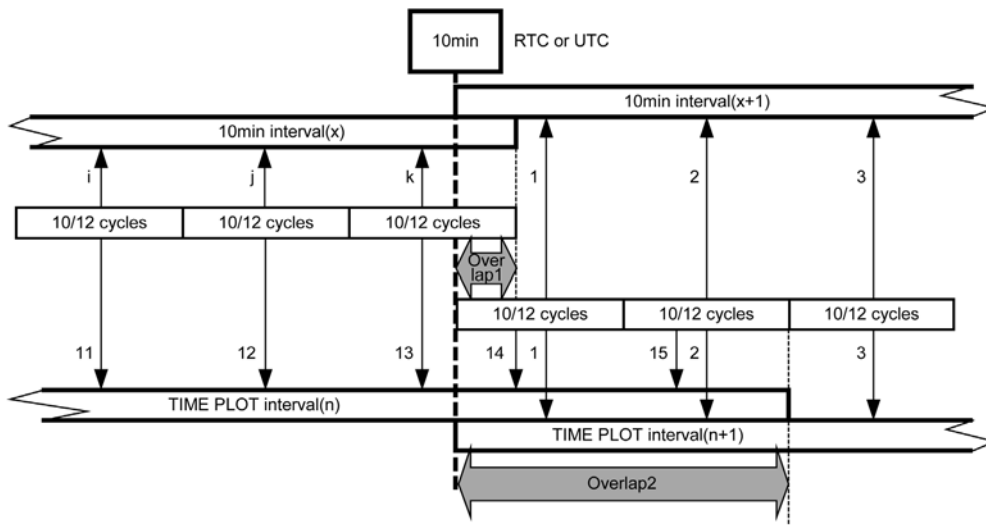 10min
RTC or UTC
10min interval(x+1)
10min interval(x)
i
j
k
1
2
3
10/12 cycles
10/12 cycles
10/12 cycles
Over
lap1
10/12 cycles
10/12 cycles
10/12 cycles
11
12
13
14
1
15
2
3
TIME PLOT interval(n)
TIME PLOT interval(n+1)
Overlap2